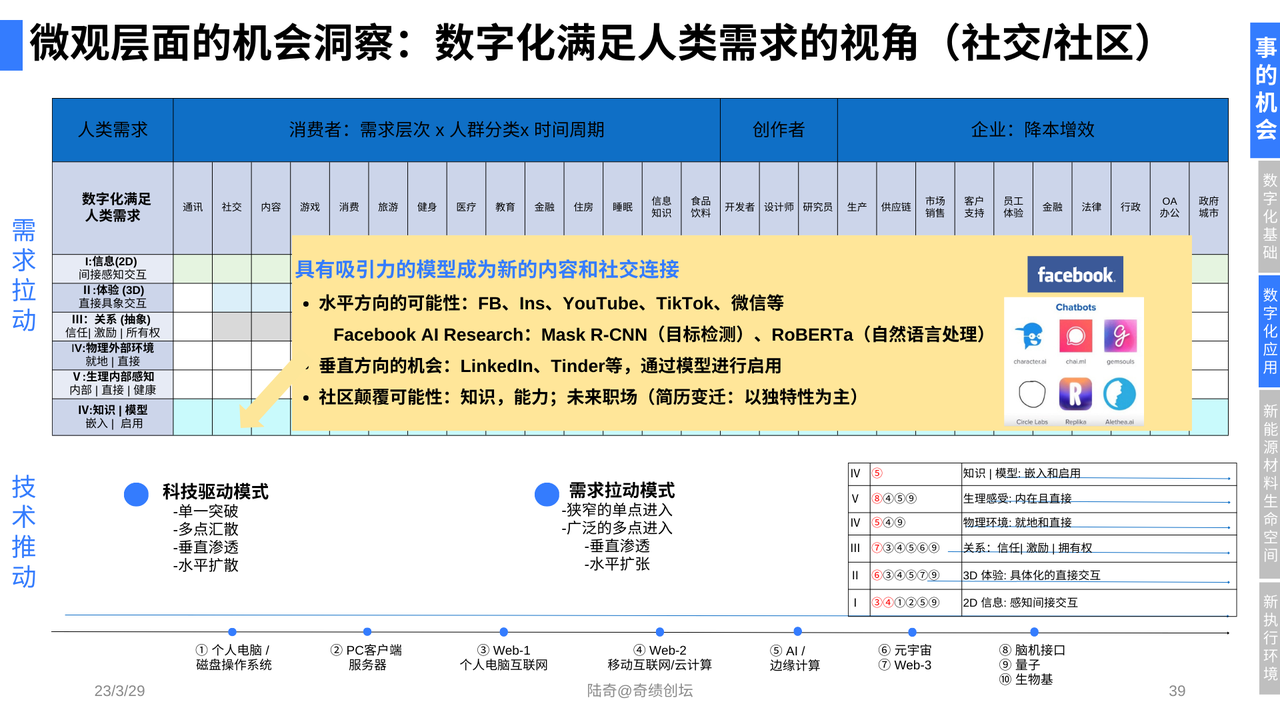 微观层面的机会洞察：数字化满足人类需求的视角（社交/社区）
人类需求
消费者：需求层次 x 人群分类x 时间周期
创作者
企业：降本增效
数字化满足
人类需求
通讯
社交
内容
游戏
消费
旅游
健身
医疗
教育
金融
住房
睡眠
信息
知识
食品
饮料
开发者
设计师
研究员
生产
供应链
市场
销售
客户
支持
员工
体验
金融
法律
行政
OA
办公
政府
城市
需求拉动
I:信息(2D)
间接感知交互
II:体验 (3D)
直接具象交互
III：关系 (抽象)
信任| 激励 | 所有权
IV:物理外部环境
就地 | 直接
V:生理内部感知
内部 | 直接 | 健康
IV:知识 | 模型
嵌入 | 启用
具有吸引力的模型成为新的内容和社交连接
• 水平方向的可能性：FB、Ins、YouTube、TikTok、微信等
Facebook AI Research：Mask R-CNN（目标检测）、RoBERTa（自然语言处理）
垂直方向的机会：LinkedIn、Tinder等，通过模型进行启用
• 社区颠覆可能性：知识，能力；未来职场（简历变迁：以独特性为主）
facebook.
Chatbots
character.ai
chai.ml
gemsouls
Circle Labs
Replika
Alethea.ai
技术推动
科技驱动模式
-单一突破
-多点汇散
-垂直渗透
-水平扩散
需求拉动模式
-狭窄的单点进入
-广泛的多点进入
-垂直渗透
-水平扩张
IV ⑤ 知识 | 模型: 嵌入和启用
V ⑧④⑤⑨ 生理感受: 内在且直接
IV ⑤④⑨ 物理环境: 就地和直接
III ⑦③④⑤⑥⑨ 关系：信任| 激励 | 拥有权
II ⑥③④⑤⑦⑨ 3D 体验: 具体化的直接交互
I ③④①②⑤⑨ 2D 信息: 感知间接交互
① 个人电脑 /
磁盘操作系统
② PC客户端
服务器
③ Web-1
个人电脑互联网
④ Web-2
移动互联网/云计算
⑤ AI /
边缘计算
⑥ 元宇宙
⑦ Web-3
⑧ 脑机接口
⑨ 量子
⑩ 生物基
23/3/29
陆奇@奇绩创坛
39
事的机会
数字化基础
数字化应用
新能源材料生命空间
新执行环境